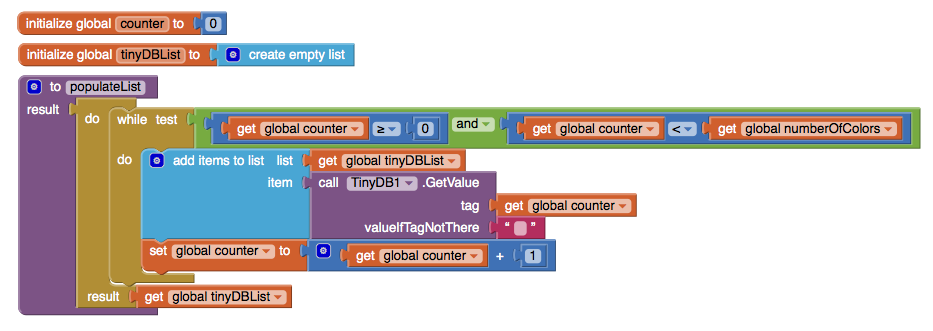 initialize global counter to 0
initialize global tinyDBList to create empty list
to populateList
result do while test get global counter ≥ 0 and get global counter < get global numberOfColors
do add items to list list get global tinyDBList
item call TinyDB1 .GetValue
tag get global counter
valueIfTagNotThere “ ”
set global counter to get global counter + 1
result get global tinyDBList